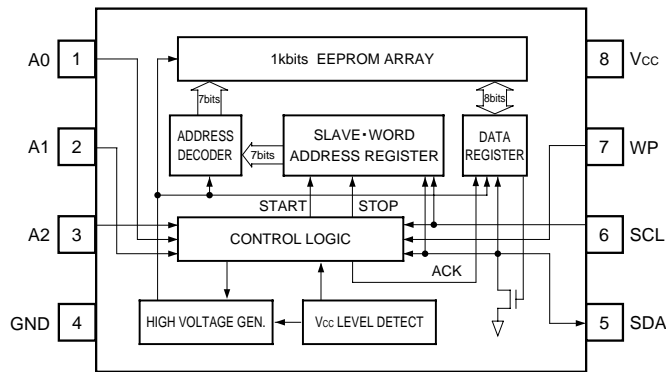 1kbits EEPROM ARRAY
A0 1
8 Vcc
7bits
8bits
A1 2
ADDRESS
DECODER
7bits
SLAVE・WORD
ADDRESS REGISTER
DATA
REGISTER
7 WP
START
STOP
A2 3
CONTROL LOGIC
6 SCL
ACK
GND 4
HIGH VOLTAGE GEN.
Vcc LEVEL DETECT
5 SDA